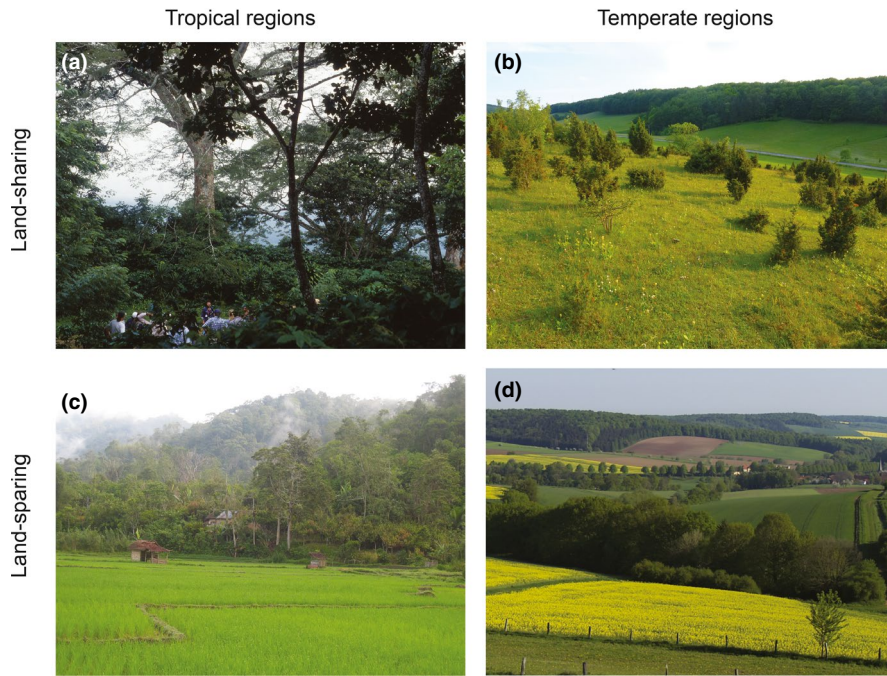 Tropical regions
Temperate regions
Land-sharing
(a)
(b)
Land-sparing
(c)
(d)